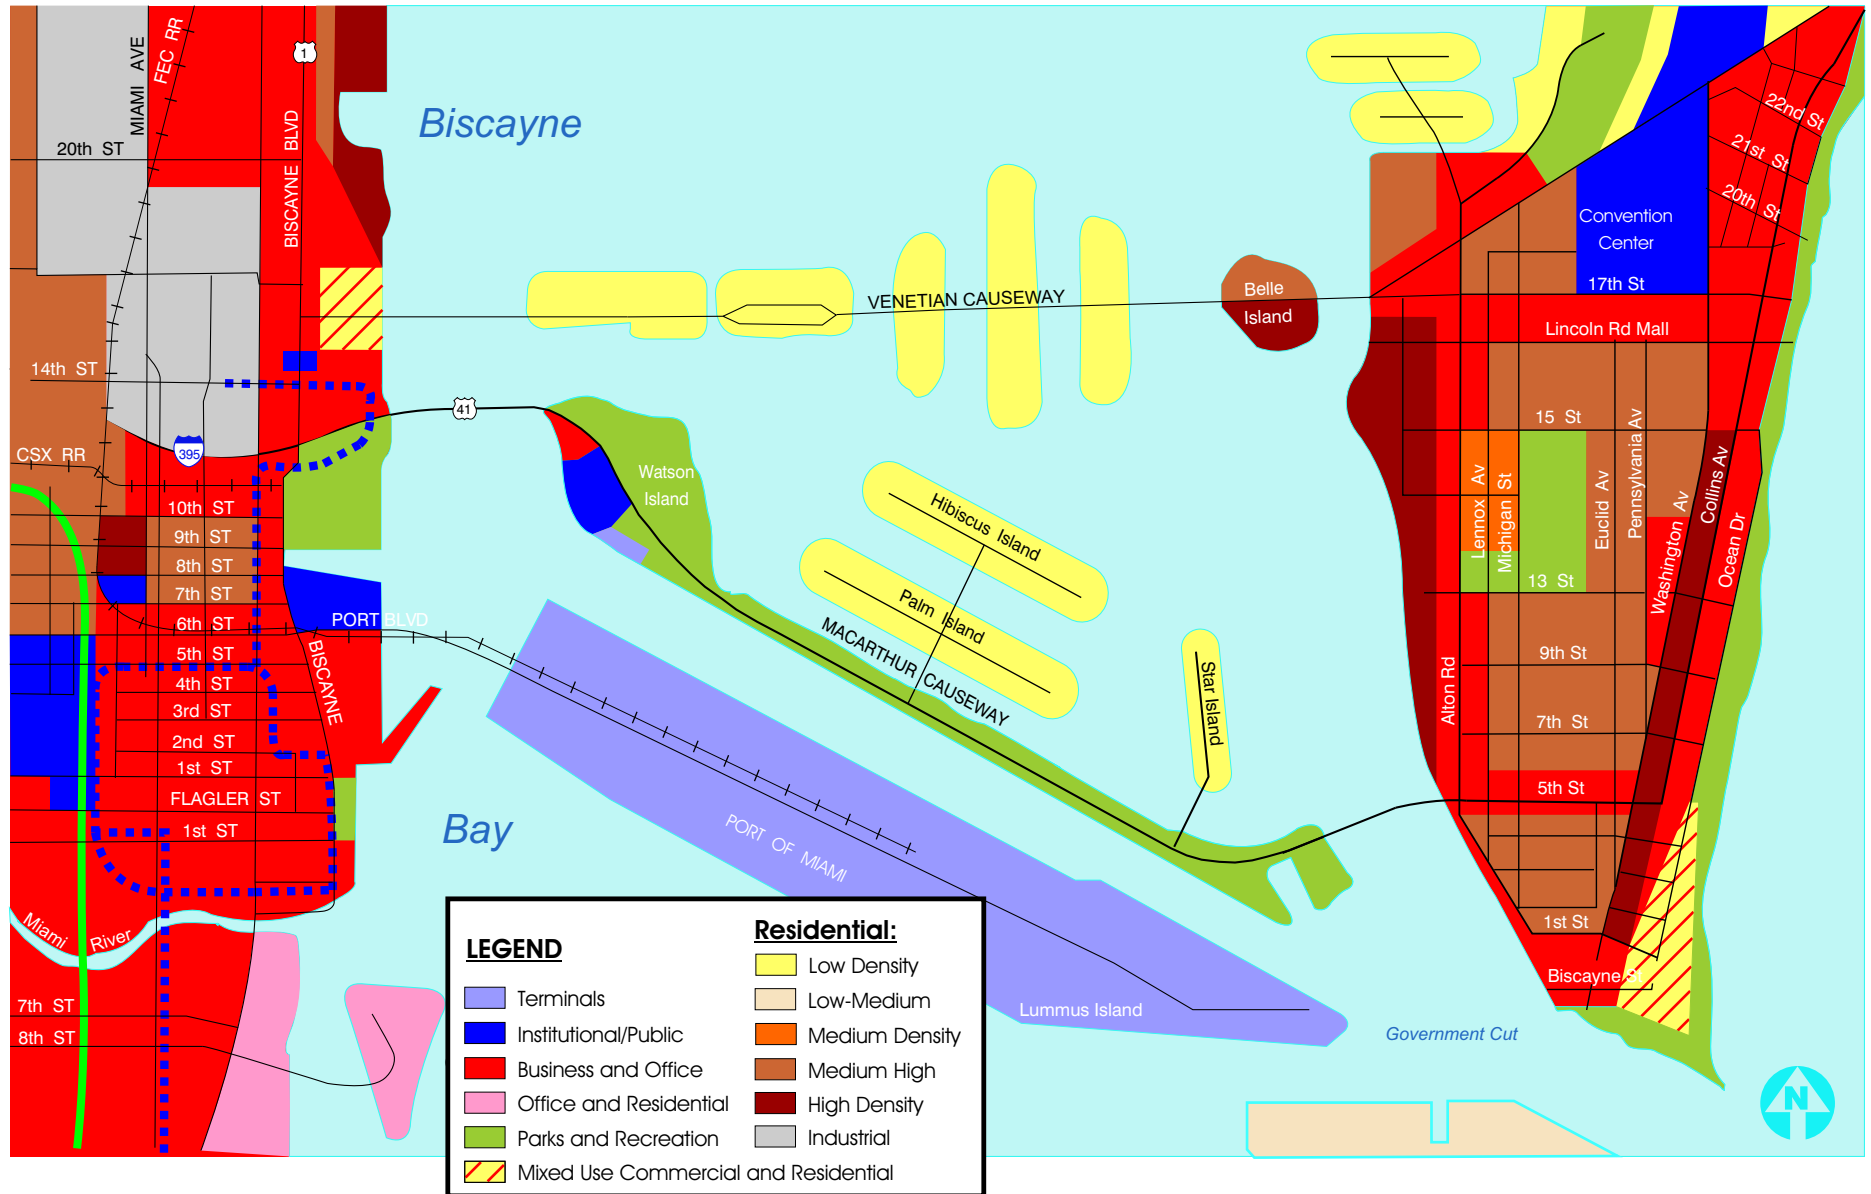 MIAMI AVE
FEC RR
1
BISCAYNE BLVD
20th ST
Biscayne
22nd St
21st St
20th St
Convention
Center
17th St
Belle
Island
VENETIAN CAUSEWAY
Lincoln Rd Mall
14th ST
41
15 St
395
CSX RR
Watson
Island
Lennox Av
Michigan St
Euclid Av
Pennsylvania Av
Washington Av
Collins Av
Ocean Dr
10th ST
9th ST
8th ST
7th ST
6th ST
5th ST
4th ST
3rd ST
2nd ST
1st ST
FLAGLER ST
1st ST
PORT BLVD
BISCAYNE
Hibiscus Island
Palm Island
MACARTHUR CAUSEWAY
Star Island
13 St
9th St
Alton Rd
7th St
5th St
1st St
Biscayne St
Bay
PORT OF MIAMI
Lummus Island
Government Cut
Miami River
7th ST
8th ST
N
LEGEND
Terminals
Institutional/Public
Business and Office
Office and Residential
Parks and Recreation
Mixed Use Commercial and Residential
Residential:
Low Density
Low-Medium
Medium Density
Medium High
High Density
Industrial